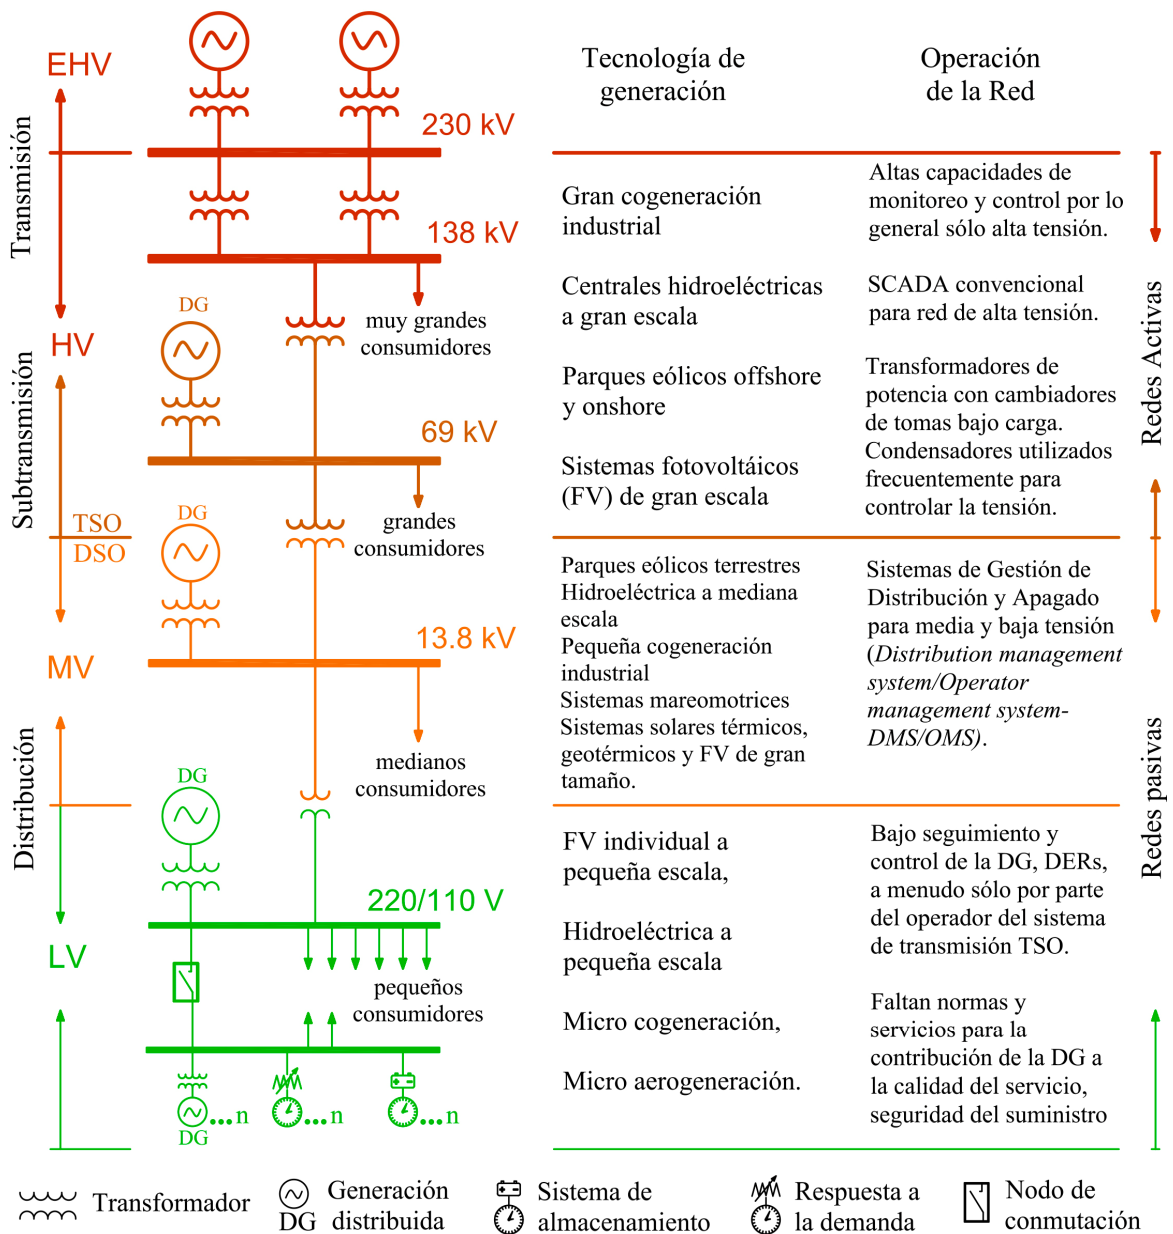 EHV
Transmisión
230 kV
138 kV
muy grandes
consumidores
HV
DG
Subtransmisión
69 kV
grandes
consumidores
TSO
DSO
DG
13.8 kV
MV
medianos
consumidores
Distribución
DG
220/110 V
LV
pequeños
consumidores
...n
DG
...n
...n
Tecnología de
generación
Gran cogeneración
industrial
Centrales hidroeléctricas
a gran escala
Parques eólicos offshore
y onshore
Sistemas fotovoltáicos
(FV) de gran escala
Parques eólicos terrestres
Hidroeléctrica a mediana
escala
Pequeña cogeneración
industrial
Sistemas mareomotrices
Sistemas solares térmicos,
geotérmicos y FV de gran
tamaño.
FV individual a
pequeña escala,
Hidroeléctrica a
pequeña escala
Micro cogeneración,
Micro aerogeneración.
Operación
de la Red
Altas capacidades de
monitoreo y control por lo
general sólo alta tensión.
SCADA convencional
para red de alta tensión.
Transformadores de
potencia con cambiadores
de tomas bajo carga.
Condensadores utilizados
frecuentemente para
controlar la tensión.
Sistemas de Gestión de
Distribución y Apagado
para media y baja tensión
(Distribution management
system/Operator
management system-
DMS/OMS).
Bajo seguimiento y
control de la DG, DERs,
a menudo sólo por parte
del operador del sistema
de transmisión TSO.
Faltan normas y
servicios para la
contribución de la DG a
la calidad del servicio,
seguridad del suministro
Redes Activas
Redes pasivas
Transformador
DG
Generación
distribuida
Sistema de
almacenamiento
Respuesta a
la demanda
Nodo de
conmutación